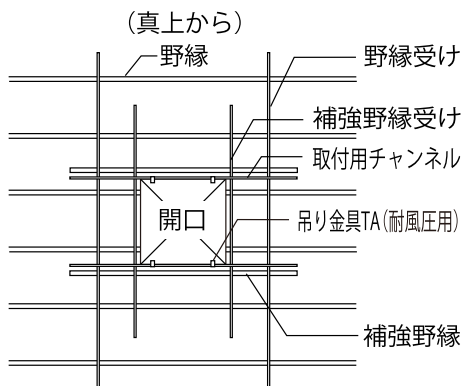 （真上から）
野縁
野縁受け
補強野縁受け
取付用チャンネル
開口
吊り金具TA（耐風圧用）
補強野縁